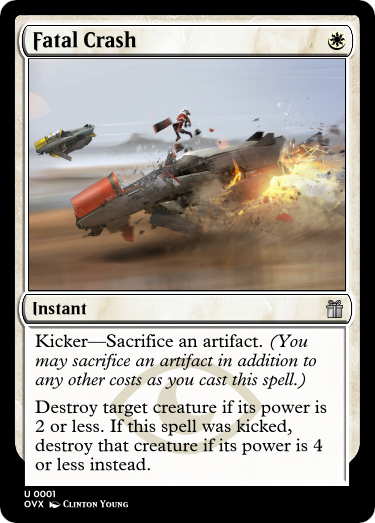 Fatal Crash
Instant
Kicker—Sacrifice an artifact. (You
may sacrifice an artifact in addition to
any other costs as you cast this spell.)
Destroy target creature if its power is
2 or less. If this spell was kicked,
destroy that creature if its power is 4
or less instead.
U 0001
OVX Clinton Young